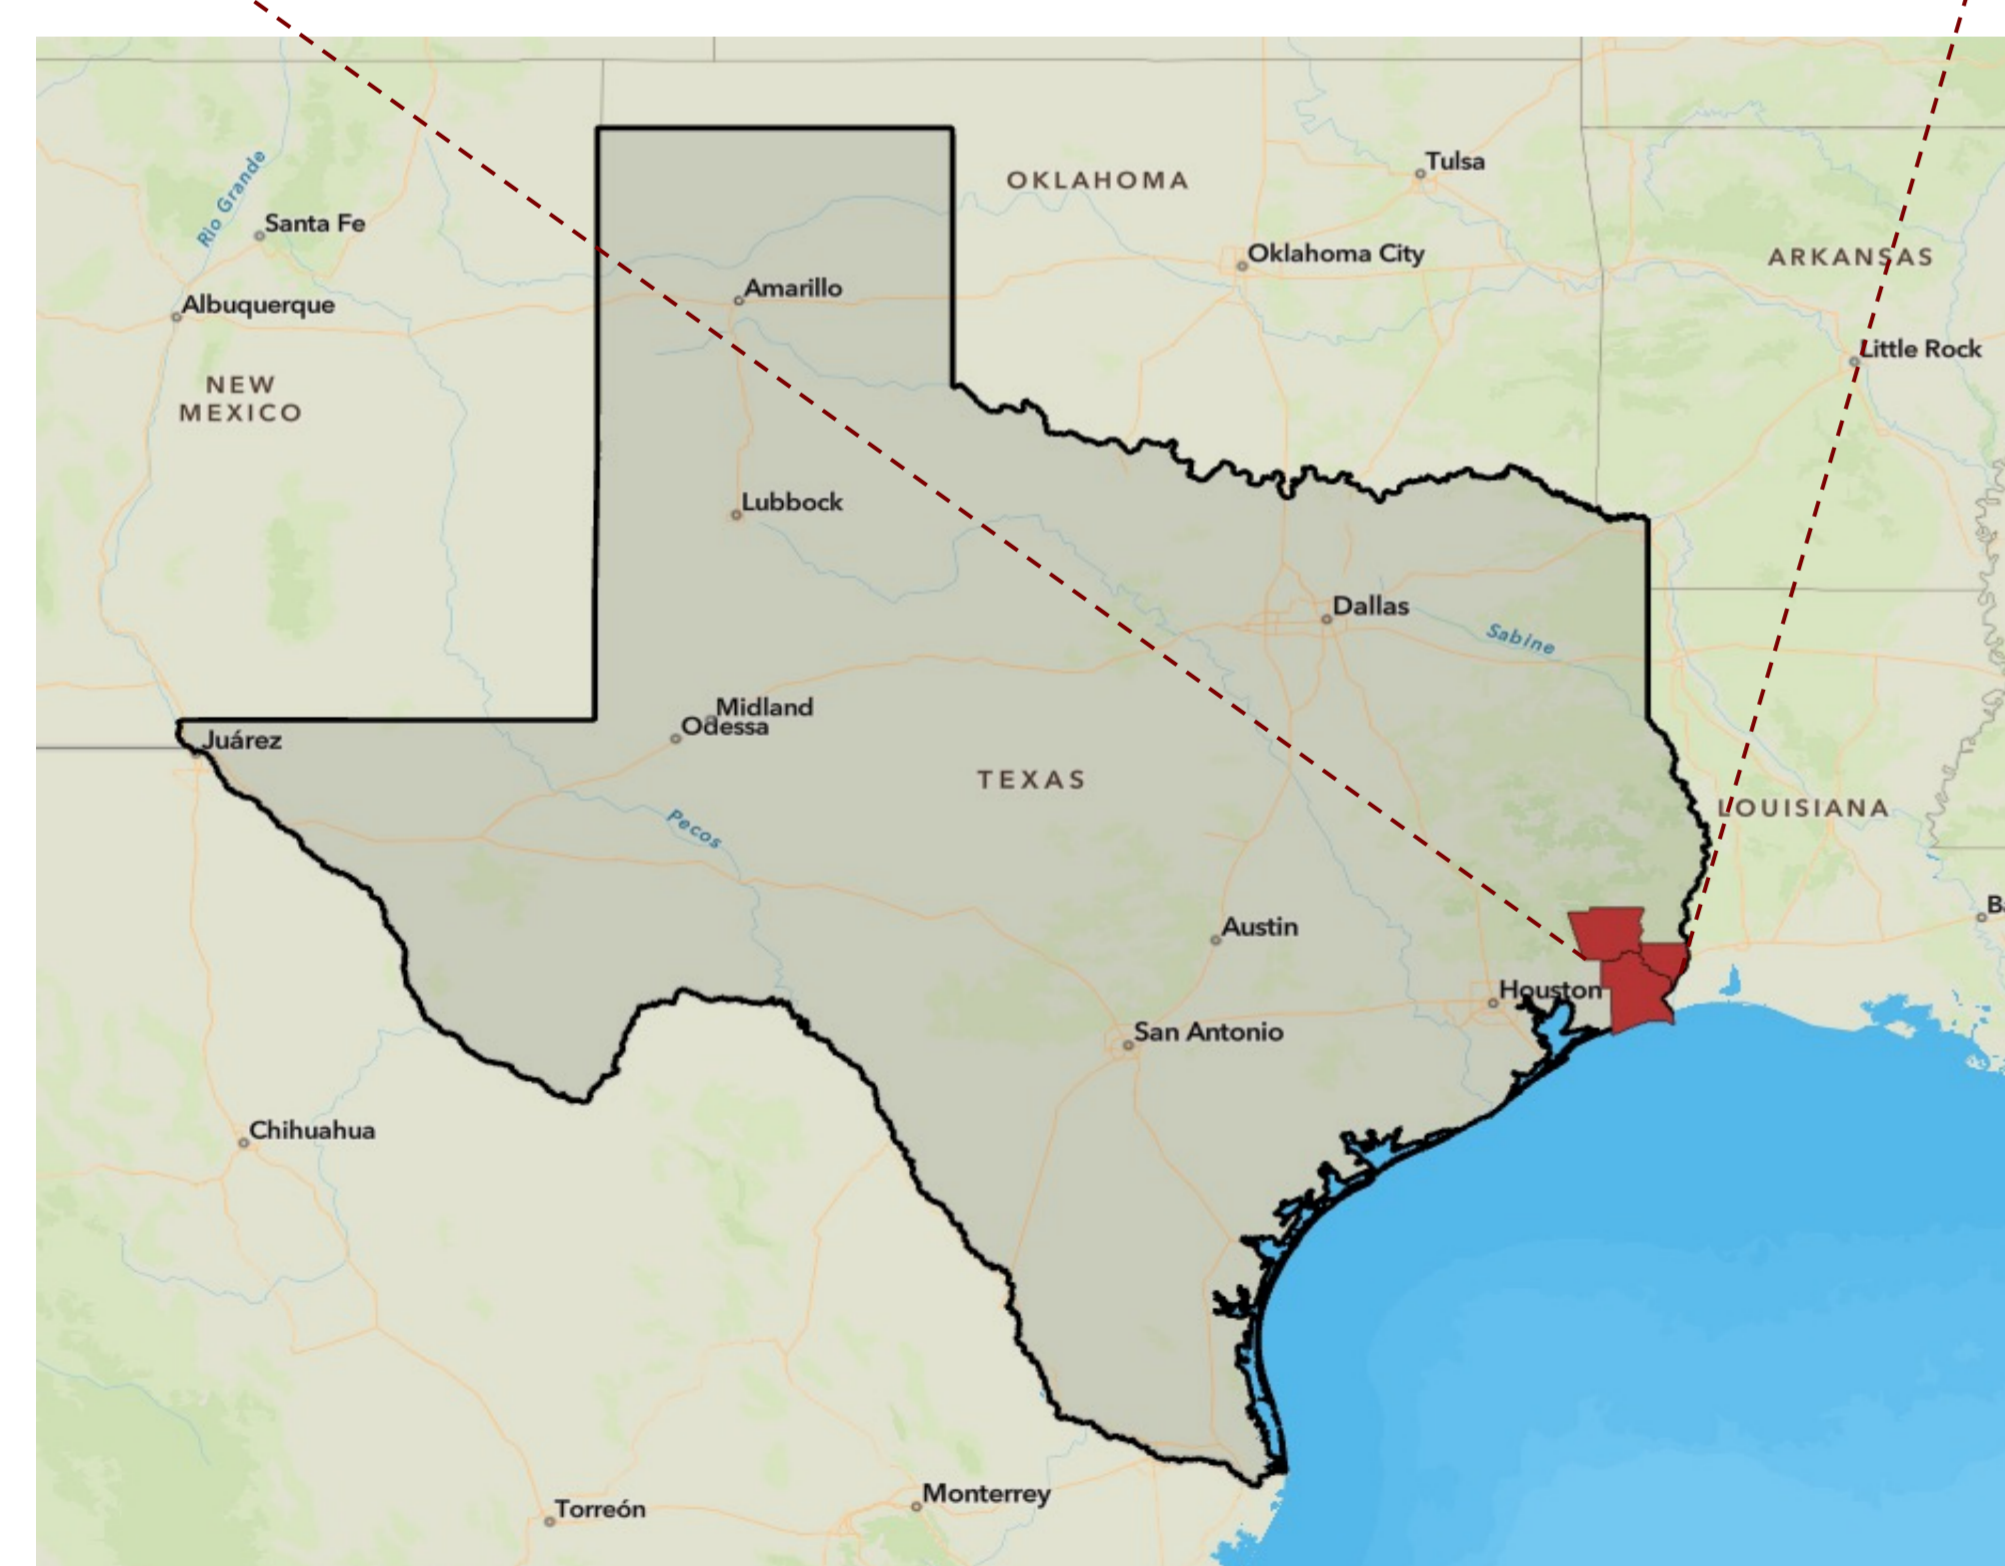 OKLAHOMA
Tulsa
Rio Grande
Santa Fe
Oklahoma City
ARKANSAS
Amarillo
Albuquerque
Little Rock
NEW
MEXICO
Lubbock
Dallas
Sabine
Midland
Odessa
Juárez
TEXAS
LOUISIANA
Pecos
B
Austin
Houston
San Antonio
Chihuahua
Monterrey
Torreón